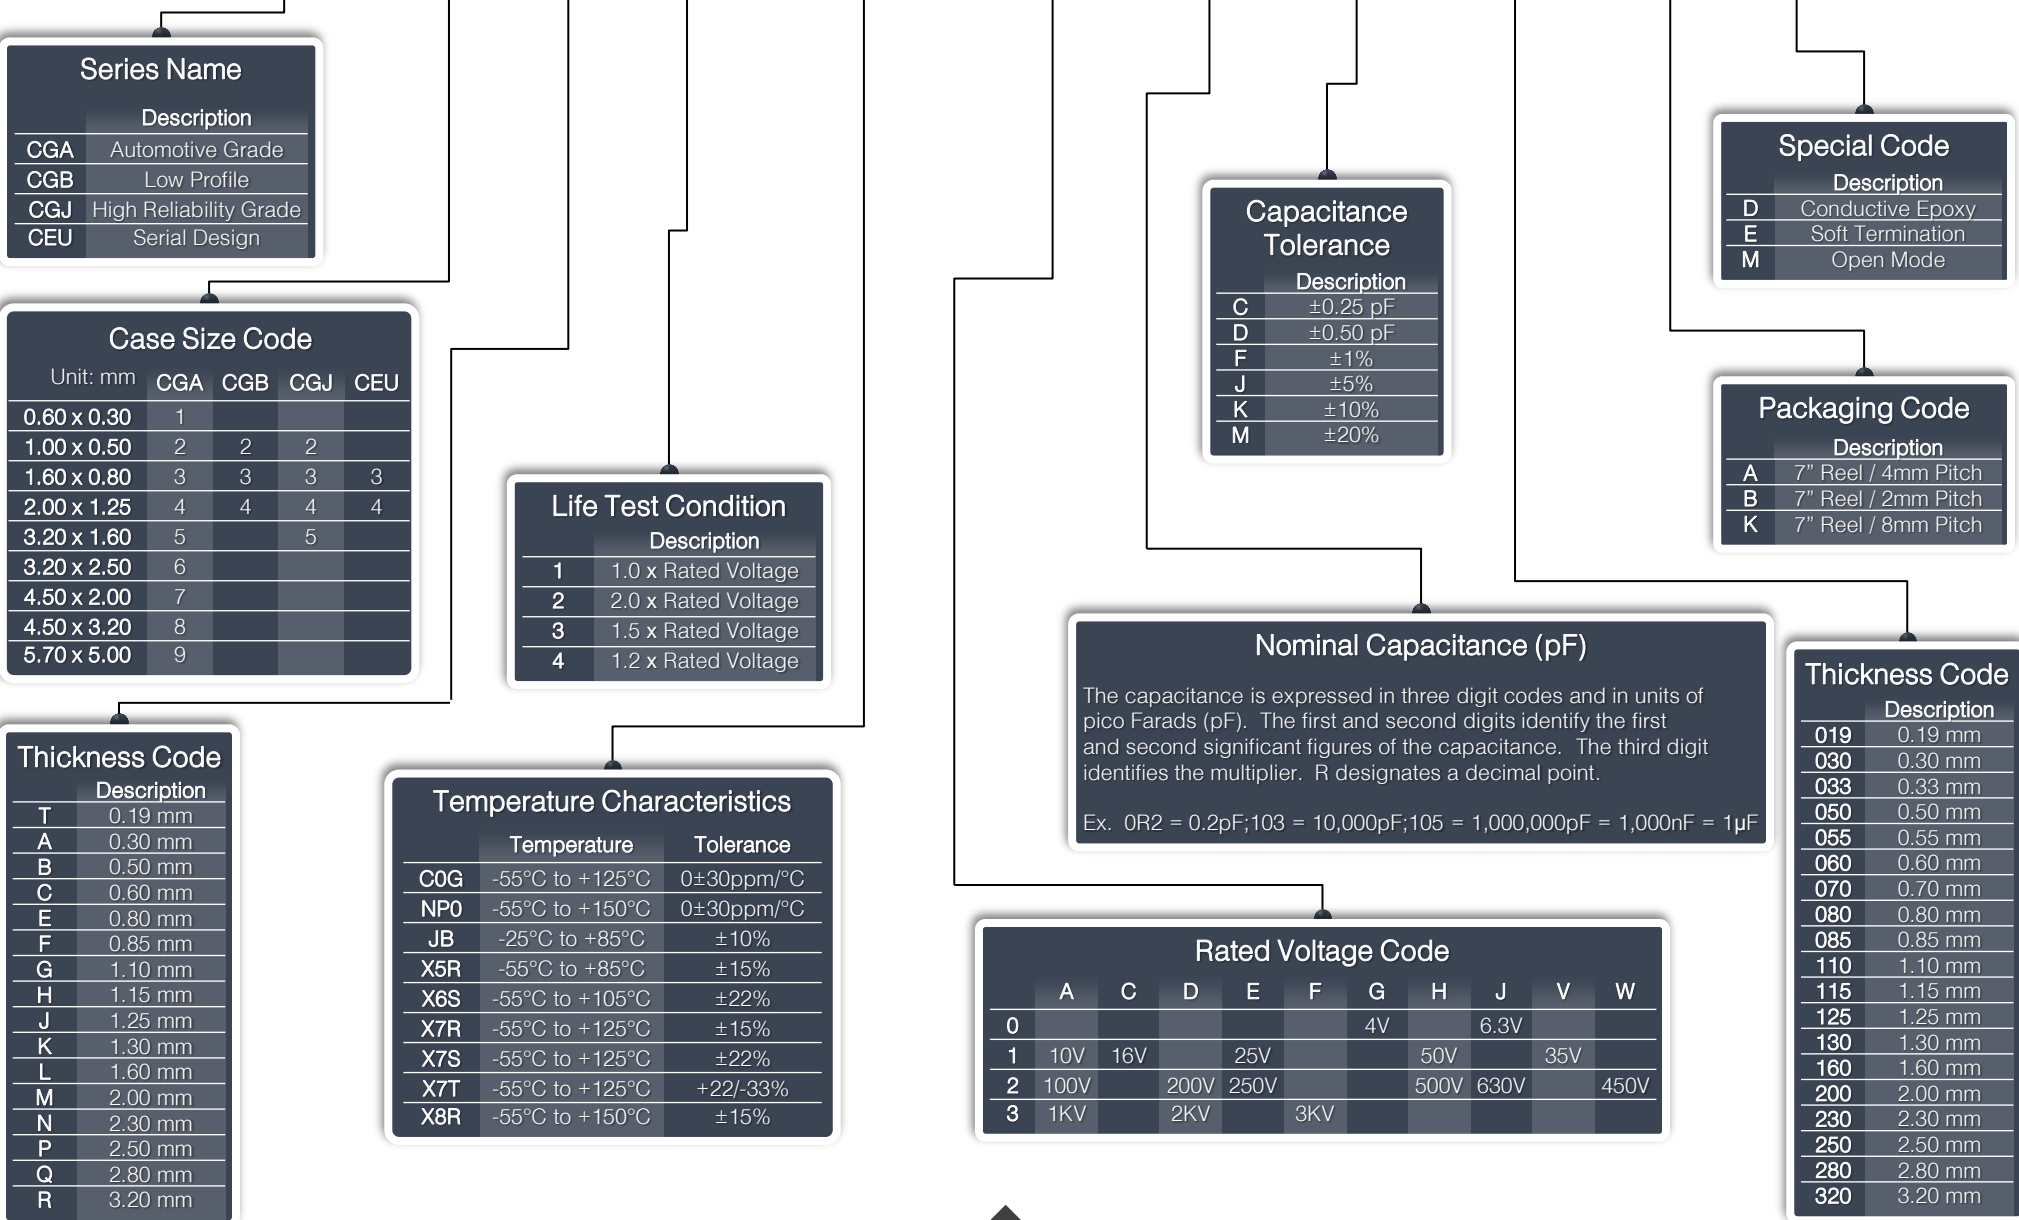 Series Name
Description
CGA Automotive Grade
CGB Low Profile
CGJ High Reliability Grade
CEU Serial Design
Case Size Code
Unit: mm CGA CGB CGJ CEU
0.60 x 0.30 1
1.00 x 0.50 2 2 2
1.60 x 0.80 3 3 3 3
2.00 x 1.25 4 4 4 4
3.20 x 1.60 5 5
3.20 x 2.50 6
4.50 x 2.00 7
4.50 x 3.20 8
5.70 x 5.00 9
Thickness Code
Description
T 0.19 mm
A 0.30 mm
B 0.50 mm
C 0.60 mm
E 0.80 mm
F 0.85 mm
G 1.10 mm
H 1.15 mm
J 1.25 mm
K 1.30 mm
L 1.60 mm
M 2.00 mm
N 2.30 mm
P 2.50 mm
Q 2.80 mm
R 3.20 mm
Life Test Condition
Description
1 1.0 x Rated Voltage
2 2.0 x Rated Voltage
3 1.5 x Rated Voltage
4 1.2 x Rated Voltage
Temperature Characteristics
Temperature Tolerance
C0G -55°C to +125°C 0±30ppm/°C
NP0 -55°C to +150°C 0±30ppm/°C
JB -25°C to +85°C ±10%
X5R -55°C to +85°C ±15%
X6S -55°C to +105°C ±22%
X7R -55°C to +125°C ±15%
X7S -55°C to +125°C ±22%
X7T -55°C to +125°C +22/-33%
X8R -55°C to +150°C ±15%
Rated Voltage Code
A C D E F G H J V W
0 4V 6.3V
1 10V 16V 25V 50V 35V
2 100V 200V 250V 500V 630V 450V
3 1KV 2KV 3KV
Nominal Capacitance (pF)
The capacitance is expressed in three digit codes and in units of
pico Farads (pF). The first and second digits identify the first
and second significant figures of the capacitance. The third digit
identifies the multiplier. R designates a decimal point.
Ex. 0R2 = 0.2pF;103 = 10,000pF;105 = 1,000,000pF = 1,000nF = 1µF
Capacitance
Tolerance
Description
C ±0.25 pF
D ±0.50 pF
F ±1%
J ±5%
K ±10%
M ±20%
Thickness Code
Description
019 0.19 mm
030 0.30 mm
033 0.33 mm
050 0.50 mm
055 0.55 mm
060 0.60 mm
070 0.70 mm
080 0.80 mm
085 0.85 mm
110 1.10 mm
115 1.15 mm
125 1.25 mm
130 1.30 mm
160 1.60 mm
200 2.00 mm
230 2.30 mm
250 2.50 mm
280 2.80 mm
320 3.20 mm
Packaging Code
Description
A 7” Reel / 4mm Pitch
B 7” Reel / 2mm Pitch
K 7” Reel / 8mm Pitch
Special Code
Description
D Conductive Epoxy
E Soft Termination
M Open Mode